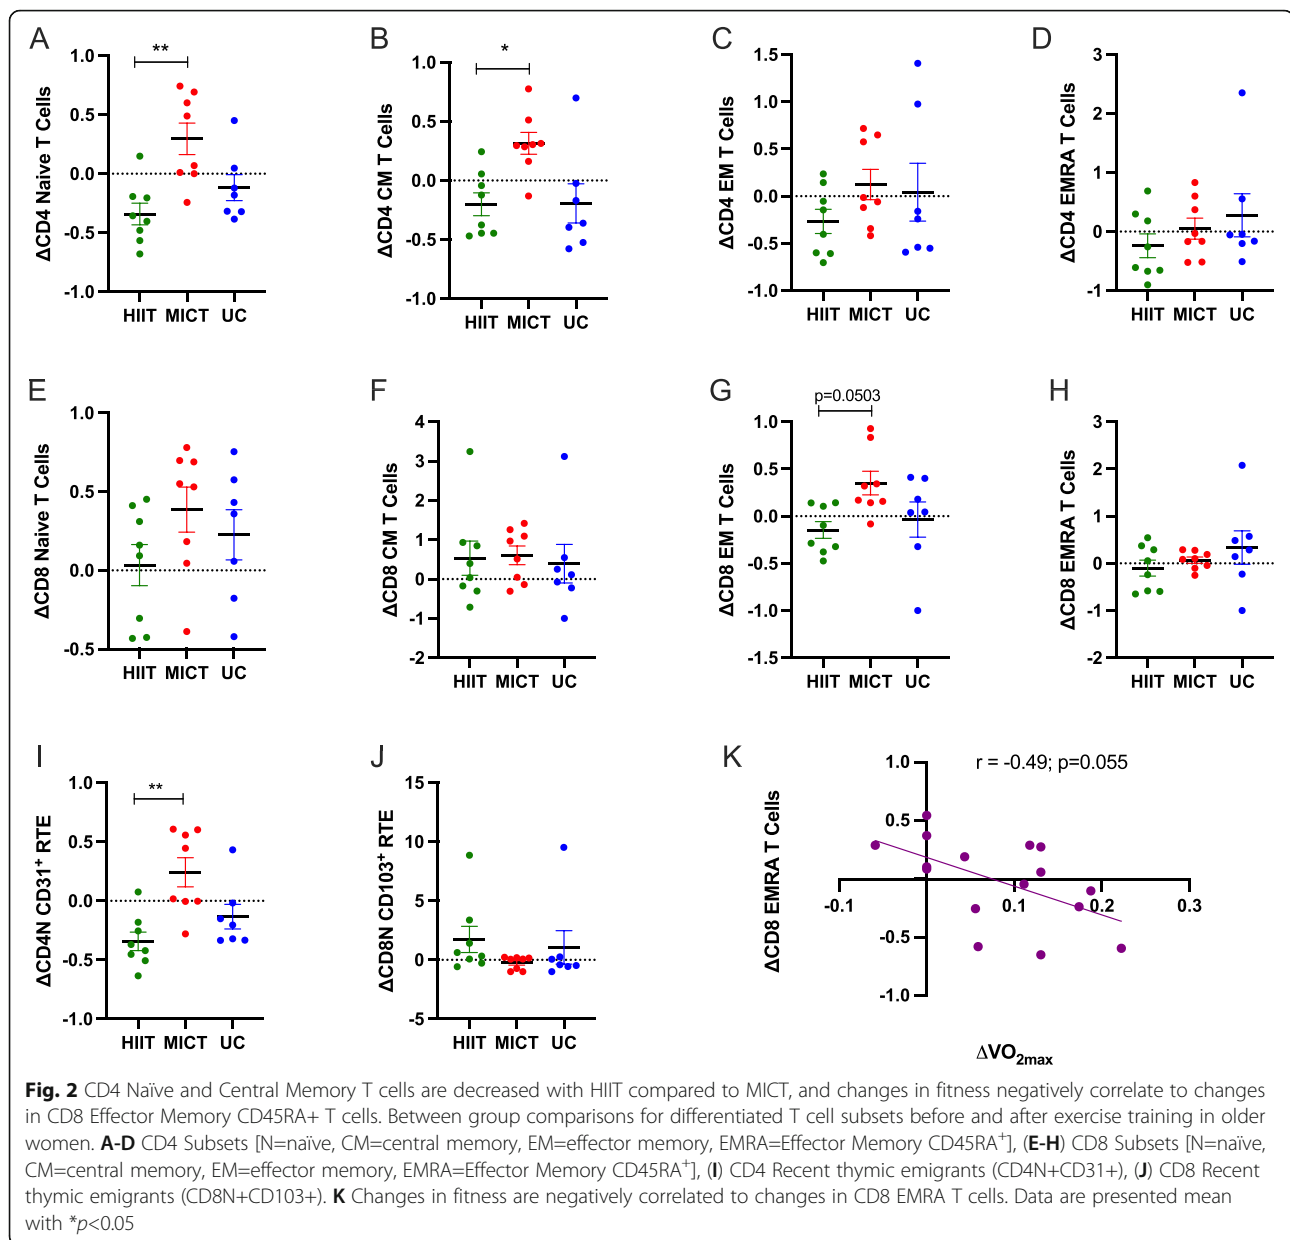 A
B
C
D
**
*
ΔCD4 Naive T Cells
1.0
0.5
0.0
-0.5
-1.0
HIIT MICT UC
ΔCD4 CM T Cells
1.0
0.5
0.0
-0.5
-1.0
HIIT MICT UC
ΔCD4 EM T Cells
1.5
1.0
0.5
0.0
-0.5
-1.0
HIIT MICT UC
ΔCD4 EMRA T Cells
3
2
1
0
-1
HIIT MICT UC
E
F
G
H
p=0.0503
ΔCD8 Naive T Cells
1.0
0.5
0.0
-0.5
HIIT MICT UC
ΔCD8 CM T Cells
4
3
2
1
0
-1
-2
HIIT MICT UC
ΔCD8 EM T Cells
1.0
0.5
0.0
-0.5
-1.0
-1.5
HIIT MICT UC
ΔCD8 EMRA T Cells
3
2
1
0
-1
-2
HIIT MICT UC
I
J
K
**
ΔCD4N CD31⁺ RTE
1.0
0.5
0.0
-0.5
-1.0
HIIT MICT UC
ΔCD8N CD103⁺ RTE
15
10
5
0
-5
HIIT MICT UC
r = -0.49; p=0.055
ΔCD8 EMRA T Cells
1.0
0.5
-0.5
-1.0
-0.1 0.1 0.2 0.3
ΔVO₂max
Fig. 2 CD4 Naïve and Central Memory T cells are decreased with HIIT compared to MICT, and changes in fitness negatively correlate to changes
in CD8 Effector Memory CD45RA+ T cells. Between group comparisons for differentiated T cell subsets before and after exercise training in older
women. A-D CD4 Subsets [N=naïve, CM=central memory, EM=effector memory, EMRA=Effector Memory CD45RA⁺], (E-H) CD8 Subsets [N=naïve,
CM=central memory, EM=effector memory, EMRA=Effector Memory CD45RA⁺], (I) CD4 Recent thymic emigrants (CD4N+CD31+), (J) CD8 Recent
thymic emigrants (CD8N+CD103+). K Changes in fitness are negatively correlated to changes in CD8 EMRA T cells. Data are presented mean
with *p<0.05